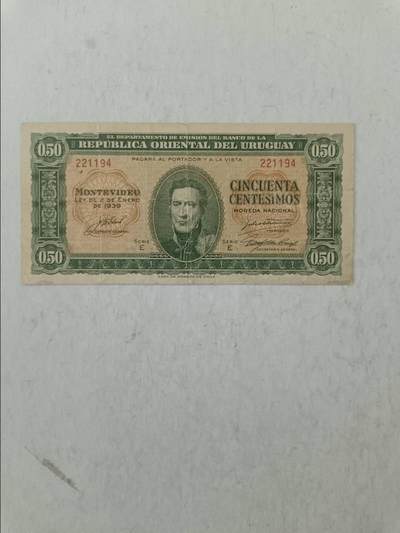 EL DEPARTAMENTO DE EMISION DEL BANCO DE LA
0.50 REPUBLICA ORIENTAL DEL URUGUAY 0.50
PAGARÁ AL PORTADOR Y A LA VISTA
221194 221194
MONTEVIDEO
LEY DE 2 DE ENERO
DE 1939
CINCUENTA
CENTESIMOS
MONEDA NACIONAL
SERIE
E
SERIE
E
0.50 0.50